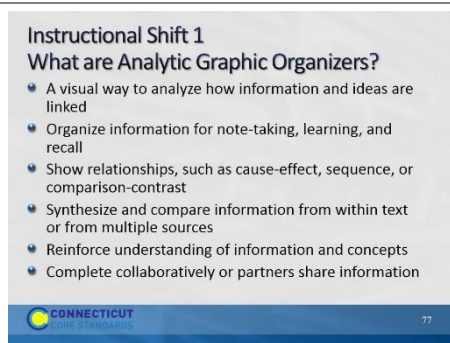 Instructional Shift 1
What are Analytic Graphic Organizers?
A visual way to analyze how information and ideas are
linked
Organize information for note-taking, learning, and
recall
Show relationships, such as cause-effect, sequence, or
comparison-contrast
Synthesize and compare information from within text
or from multiple sources
Reinforce understanding of information and concepts
Complete collaboratively or partners share information
CONNECTICUT
CORE STANDARDS
77